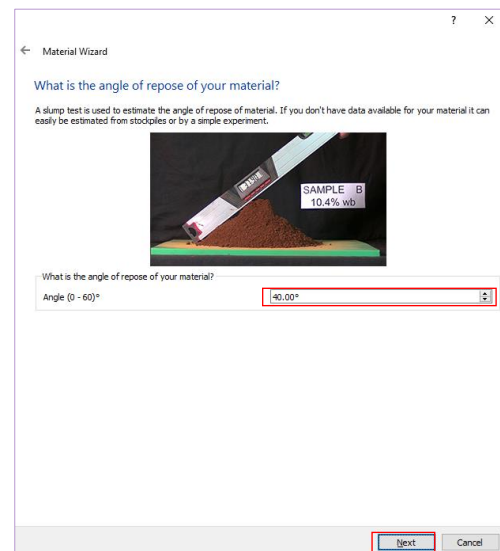 ? ×
← Material Wizard
What is the angle of repose of your material?
A slump test is used to estimate the angle of repose of material. If you don't have data available for your material it can
easily be estimated from stockpiles or by a simple experiment.
SAMPLE B
10.4% wb
What is the angle of repose of your material?
Angle (0 - 60)° 40.00°
Next Cancel